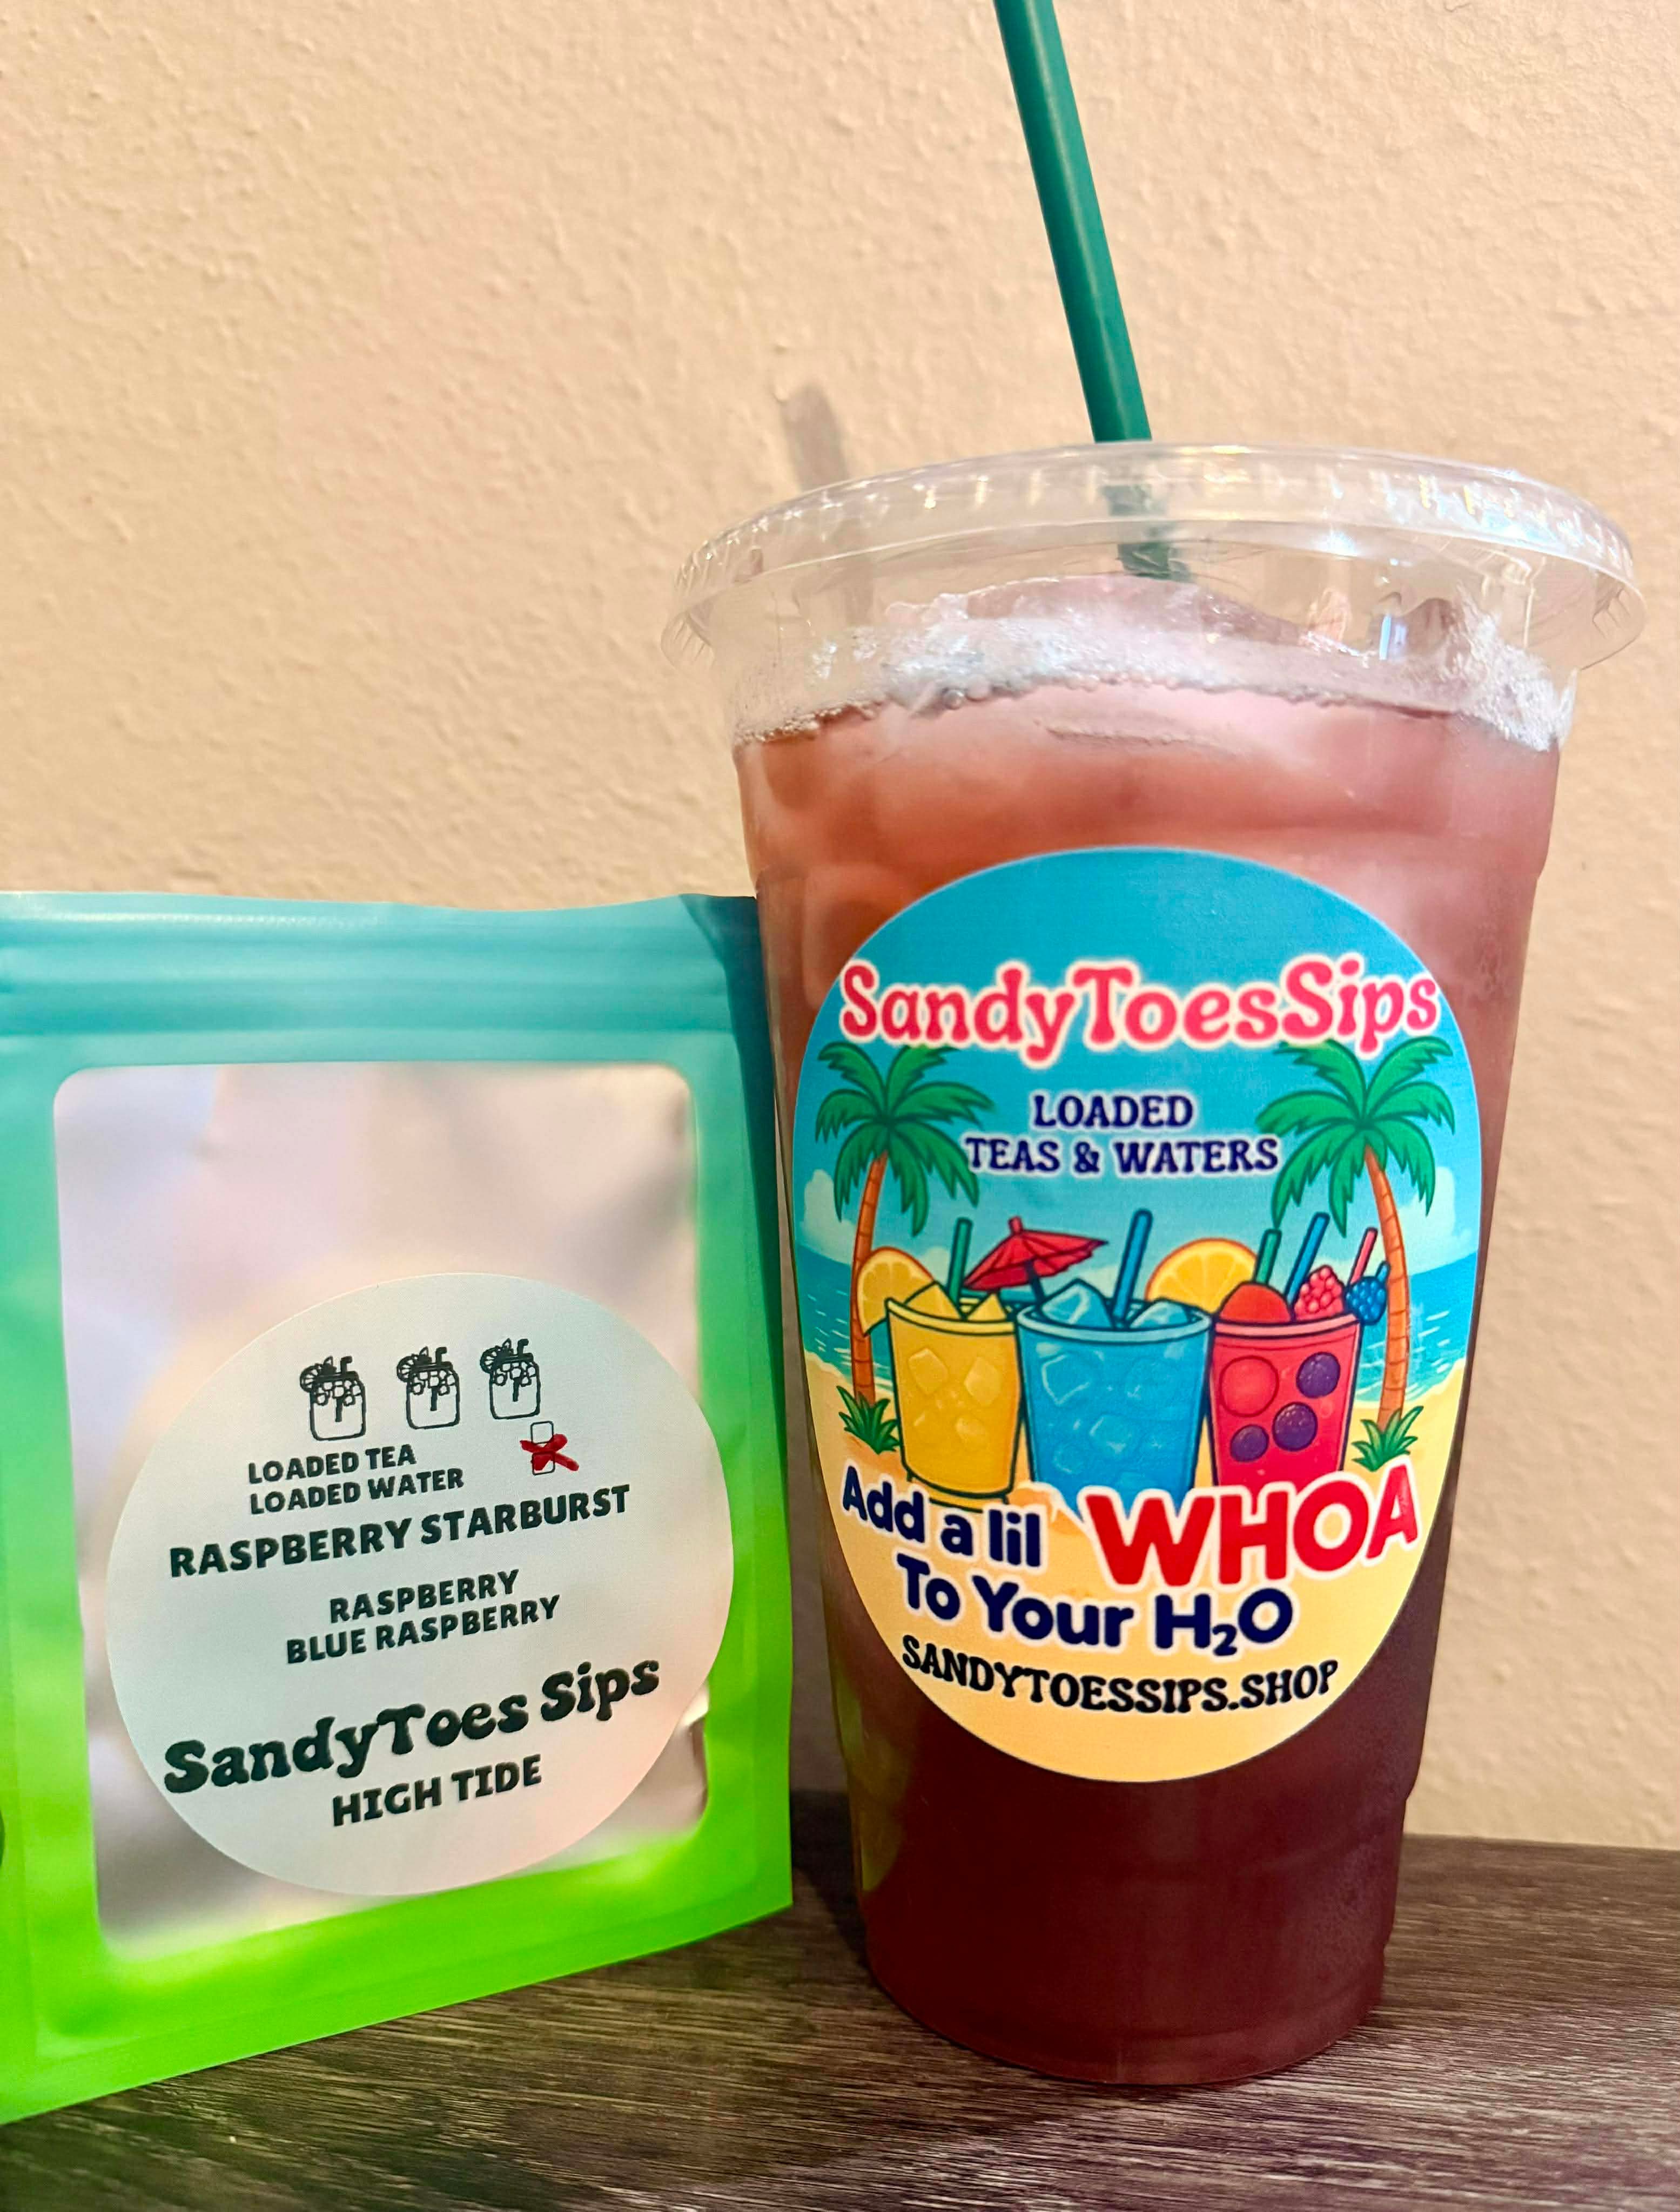 LOADED TEA
LOADED WATER
RASPBERRY STARBURST
RASPBERRY
BLUE RASPBERRY
SandyToes Sips
HIGH TIDE
SandyToesSips
LOADED
TEAS & WATERS
Add a lil WHOA
To Your H₂O
SANDYTOESSIPS.SHOP